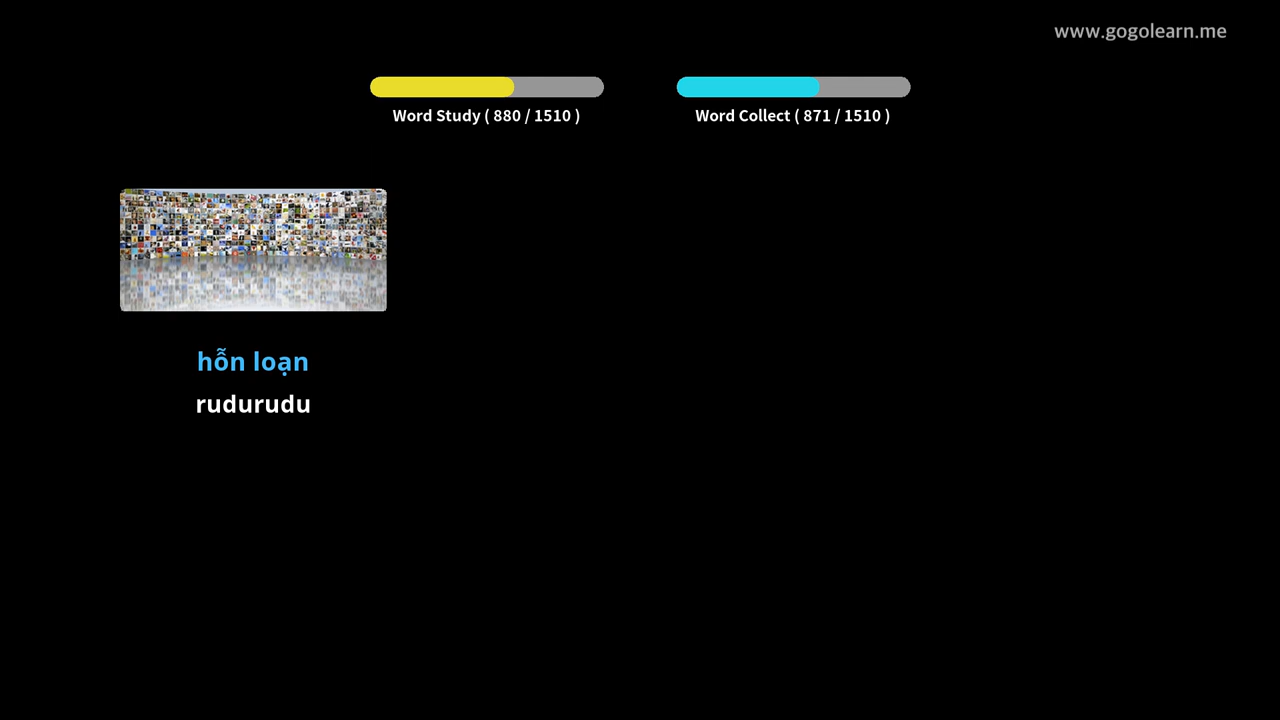 www.gogolearn.me
Word Study ( 880 / 1510 )
Word Collect ( 871 / 1510 )
hỗn loạn
rudurudu